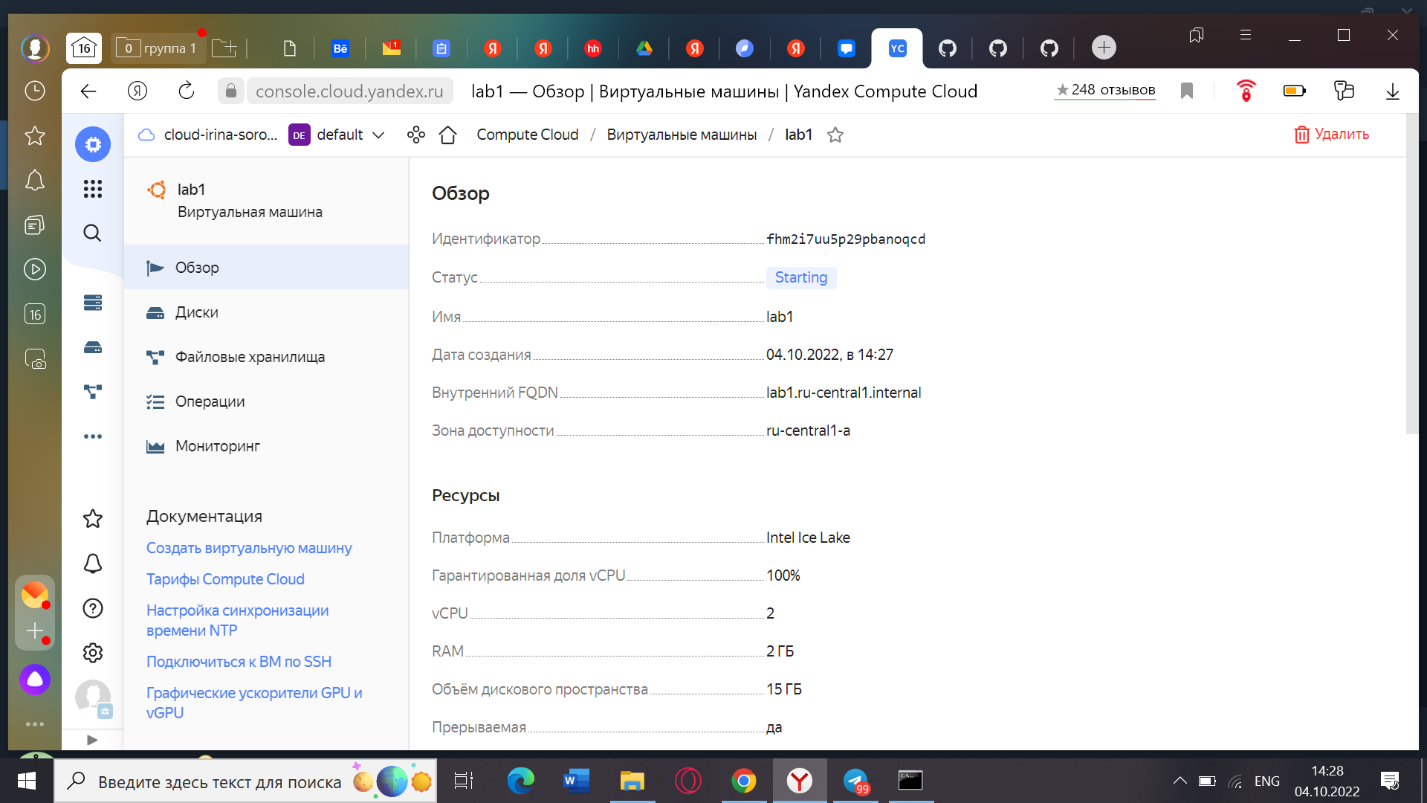 16
0 группа 1
Bē
1
Я
Я
hh
Я
Я
YC
Я
console.cloud.yandex.ru
lab1 — Обзор | Виртуальные машины | Yandex Compute Cloud
★248 отзывов
cloud-irina-soro...
DE
default
Compute Cloud / Виртуальные машины / lab1
Удалить
lab1
Виртуальная машина
Обзор
Диски
Файловые хранилища
Операции
Мониторинг
16
Документация
Создать виртуальную машину
Тарифы Compute Cloud
Настройка синхронизации
времени NTP
Подключиться к ВМ по SSH
Графические ускорители GPU и
vGPU
Обзор
Идентификатор fhm2i7uu5p29pbanoqcd
Статус Starting
Имя lab1
Дата создания 04.10.2022, в 14:27
Внутренний FQDN lab1.ru-central1.internal
Зона доступности ru-central1-a
Ресурсы
Платформа Intel Ice Lake
Гарантированная доля vCPU 100%
vCPU 2
RAM 2 ГБ
Объём дискового пространства 15 ГБ
Прерываемая да
Введите здесь текст для поиска
W
Y
99
ENG
14:28
04.10.2022